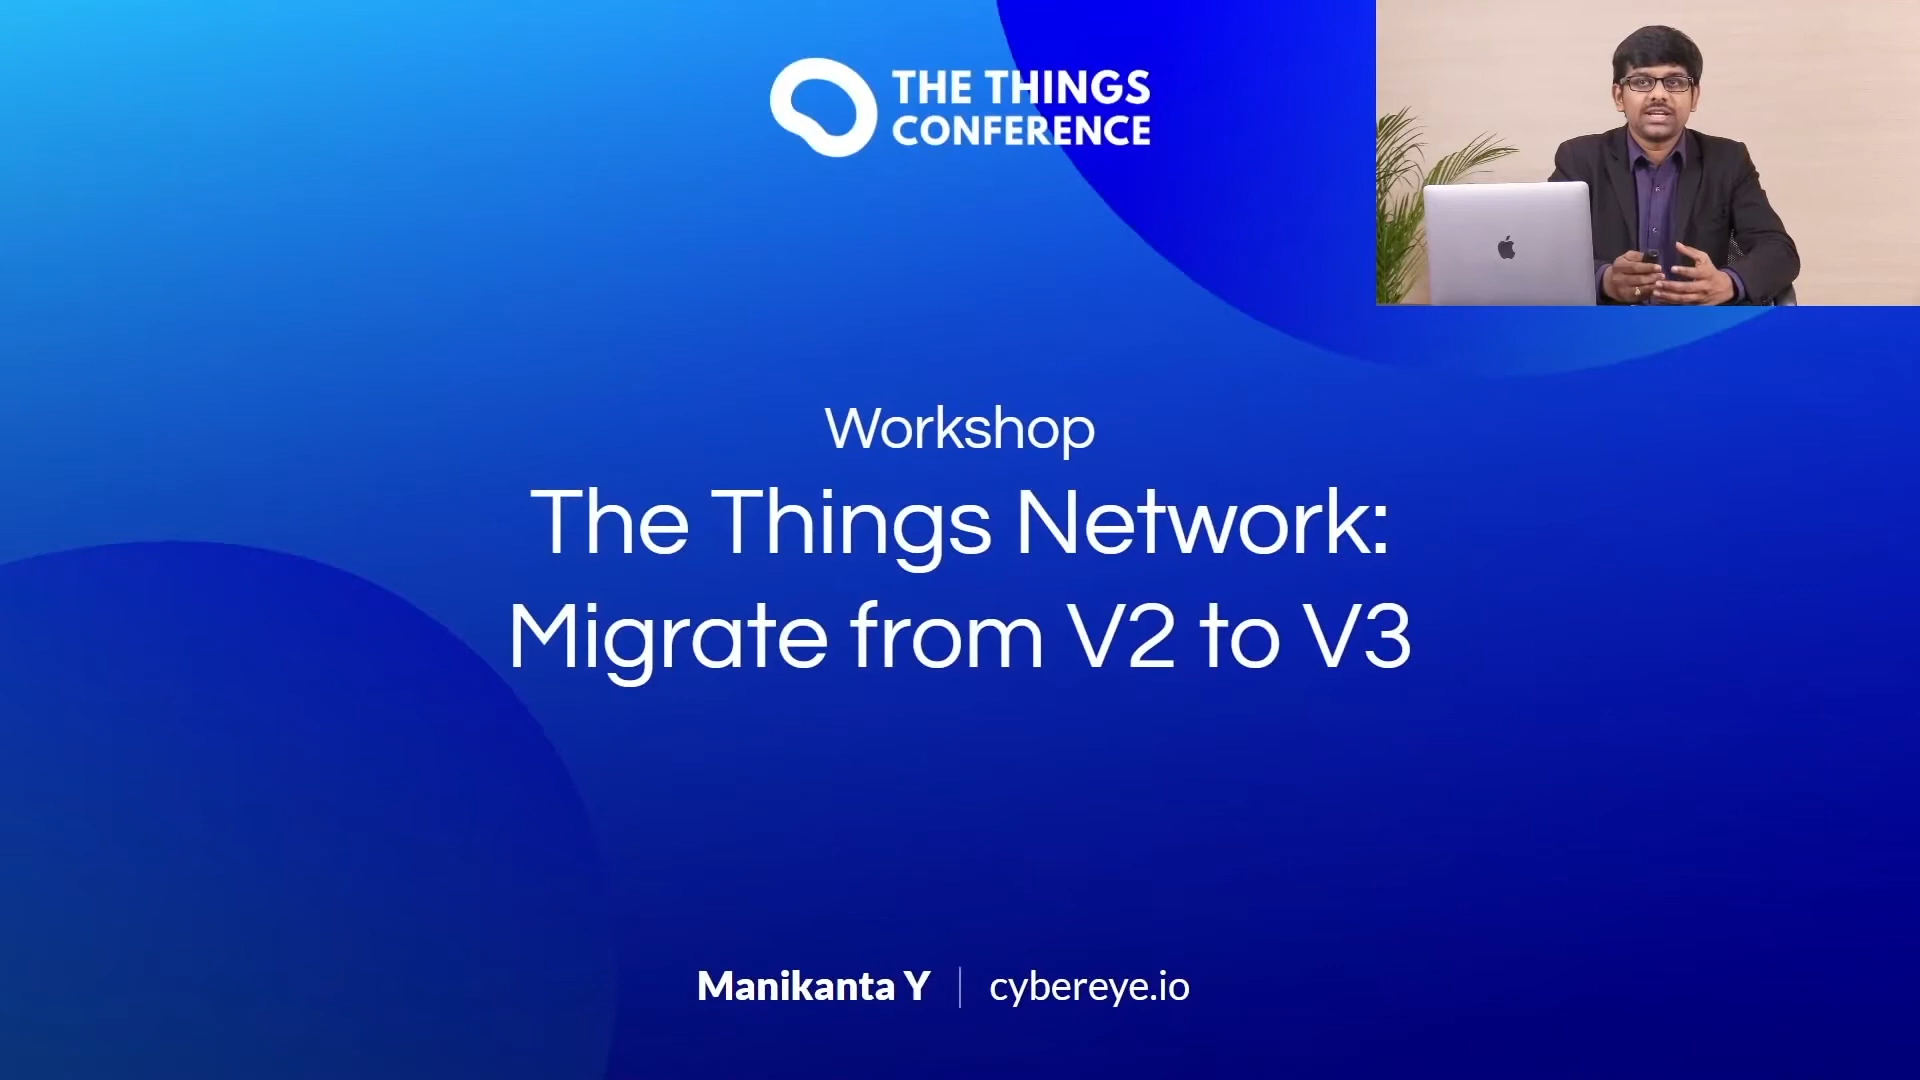 THE THINGS
CONFERENCE
Workshop
The Things Network:
Migrate from V2 to V3
Manikanta Y | cybereye.io